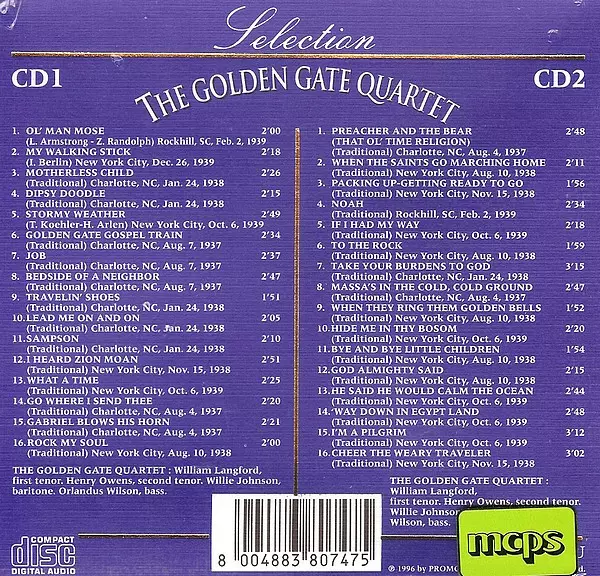 Selection
CD1
CD2
THE GOLDEN GATE QUARTET
1. OL' MAN MOSE 2'00
(L. Armstrong - Z. Randolph) Rockhill, SC, Feb. 2, 1939
2. MY WALKING STICK 2'18
(I. Berlin) New York City, Dec. 26, 1939
3. MOTHERLESS CHILD 2'26
(Traditional) Charlotte, NC, Jan. 24, 1938
4. DIPSY DOODLE 2'15
(Traditional) Charlotte, NC, Jan. 24, 1938
5. STORMY WEATHER 2'49
(T. Koehler-H. Arlen) New York City, Oct. 6, 1939
6. GOLDEN GATE GOSPEL TRAIN 2'34
(Traditional) Charlotte, NC, Aug. 7, 1937
7. JOB 2'37
(Traditional) Charlotte, NC, Aug. 7, 1937
8. BEDSIDE OF A NEIGHBOR 2'47
(Traditional) Charlotte, NC, Aug. 7, 1937
9. TRAVELIN' SHOES 1'51
(Traditional) Charlotte, NC, Jan. 24, 1938
10.LEAD ME ON AND ON 2'05
(Traditional) Charlotte, NC, Jan. 24, 1938
11.SAMPSON 2'10
(Traditional) Charlotte, NC, Jan. 24, 1938
12.I HEARD ZION MOAN 2'51
(Traditional) New York City, Nov. 15, 1938
13.WHAT A TIME 2'25
(Traditional) New York City, Oct. 6, 1939
14.GO WHERE I SEND THEE 2'20
(Traditional) Charlotte, NC, Aug. 4, 1937
15.GABRIEL BLOWS HIS HORN 2'21
(Traditional) Charlotte, NC, Aug. 4, 1937
16.ROCK MY SOUL 2'00
(Traditional) New York City, Aug. 10, 1938
THE GOLDEN GATE QUARTET : William Langford,
first tenor. Henry Owens, second tenor. Willie Johnson,
baritone. Orlandus Wilson, bass.
1. PREACHER AND THE BEAR 2'48
(THAT OL' TIME RELIGION)
(Traditional) Charlotte, NC, Aug. 4, 1937
2. WHEN THE SAINTS GO MARCHING HOME 2'11
(Traditional) New York City, Aug. 10, 1938
3. PACKING UP-GETTING READY TO GO 1'56
(Traditional) New York City, Nov. 15, 1938
4. NOAH 2'34
(Traditional) Rockhill, SC, Feb. 2, 1939
5. IF I HAD MY WAY 2'18
(Traditional) New York City, Oct. 6, 1939
6. TO THE ROCK 1'59
(Traditional) New York City, Aug. 10, 1938
7. TAKE YOUR BURDENS TO GOD 3'15
(Traditional) Charlotte, NC, Jan. 24, 1938
8. MASSA'S IN THE COLD, COLD GROUND 2'47
(Traditional) Charlotte, NC, Aug. 4, 1937
9. WHEN THEY RING THEM GOLDEN BELLS 1'52
(Traditional) New York City, Aug. 10, 1938
10.HIDE ME IN THY BOSOM 2'20
(Traditional) New York City, Oct. 6, 1939
11.BYE AND BYE LITTLE CHILDREN 1'54
(Traditional) New York City, Aug. 10, 1938
12.GOD ALMIGHTY SAID 2'15
(Traditional) New York City, Aug. 10, 1938
13.HE SAID HE WOULD CALM THE OCEAN 2'44
(Traditional) New York City, Oct. 6, 1939
14.'WAY DOWN IN EGYPT LAND 2'48
(Traditional) New York City, Oct. 6, 1939
15.I'M A PILGRIM 3'12
(Traditional) New York City, Oct. 6, 1939
16.CHEER THE WEARY TRAVELER 3'02
(Traditional) New York City, Nov. 15, 1938
THE GOLDEN GATE QUARTET :
William Langford,
first tenor. Henry Owens, second tenor.
Willie Johnson
Wilson, bass.
COMPACT
disc
DIGITAL AUDIO
8 004883 807475
mcps
℗ 1996 by PROMO